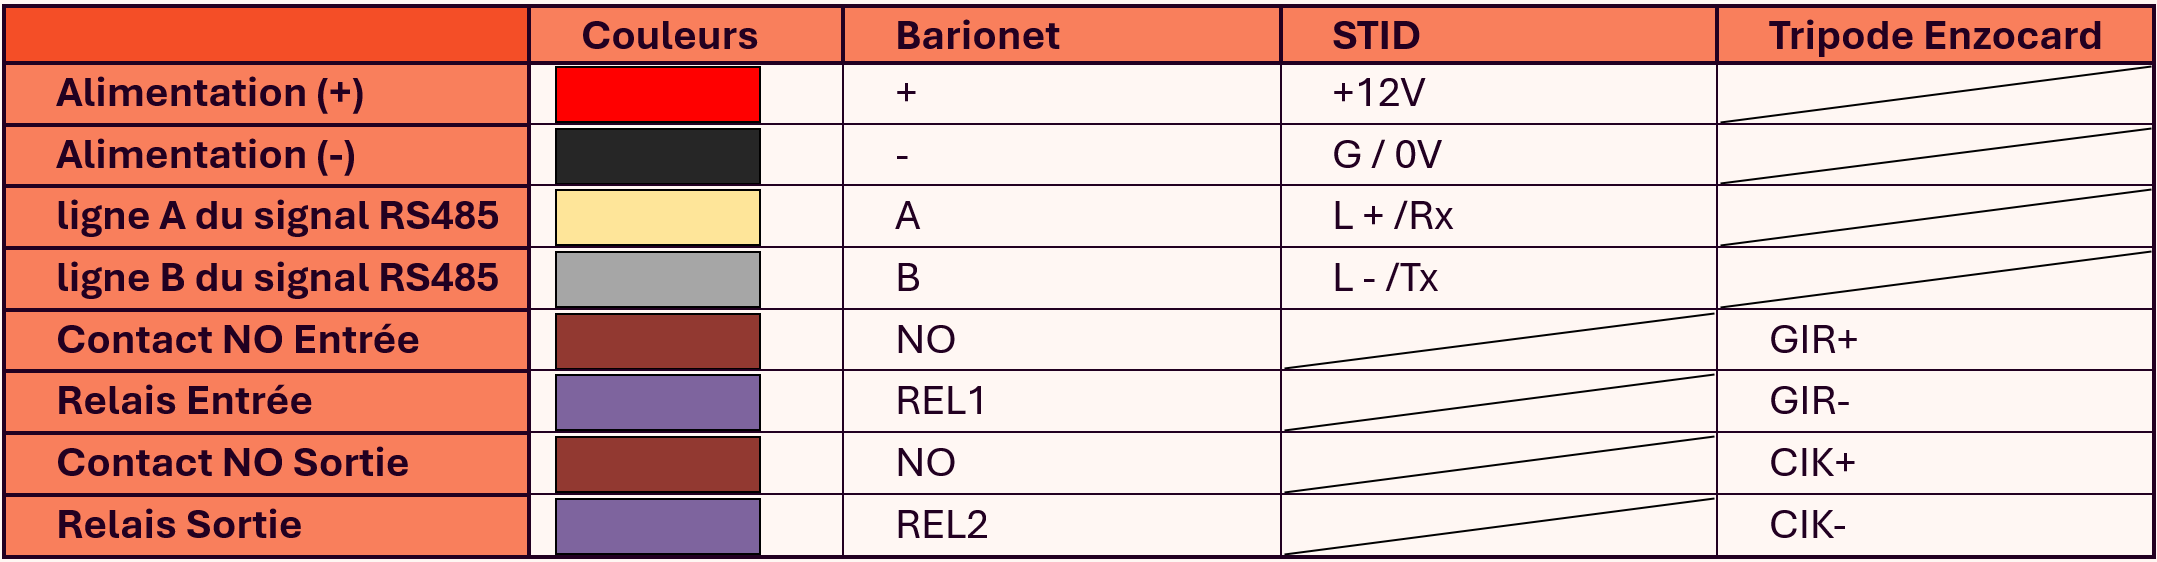 Couleurs Barionet STID Tripode Enzocard
Alimentation (+) + +12V
Alimentation (-) - G / 0V
ligne A du signal RS485 A L + /Rx
ligne B du signal RS485 B L - /Tx
Contact NO Entrée NO GIR+
Relais Entrée REL1 GIR-
Contact NO Sortie NO CIK+
Relais Sortie REL2 CIK-